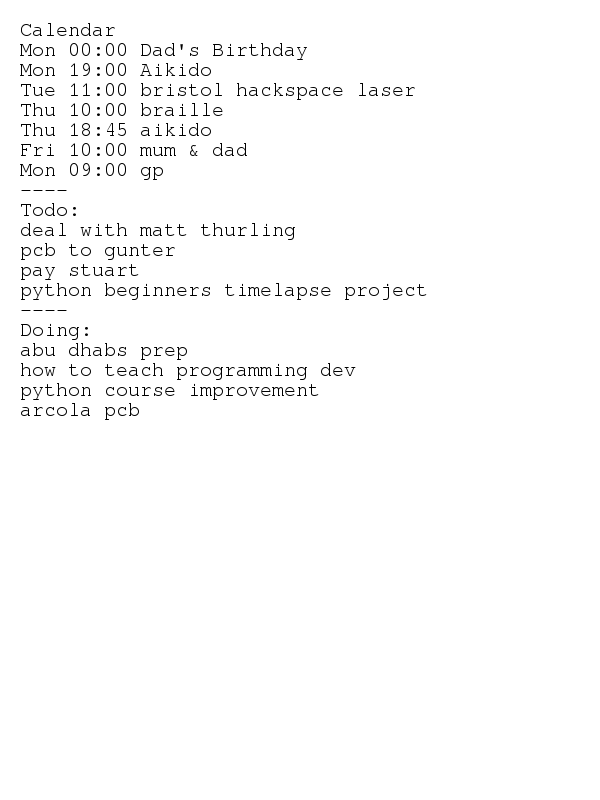 Calendar
Mon 00:00 Dad's Birthday
Mon 19:00 Aikido
Tue 11:00 bristol hackspace laser
Thu 10:00 braille
Thu 18:45 aikido
Fri 10:00 mum & dad
Mon 09:00 gp
----
Todo:
deal with matt thurling
pcb to gunter
pay stuart
python beginners timelapse project
----
Doing:
abu dhabs prep
how to teach programming dev
python course improvement
arcola pcb